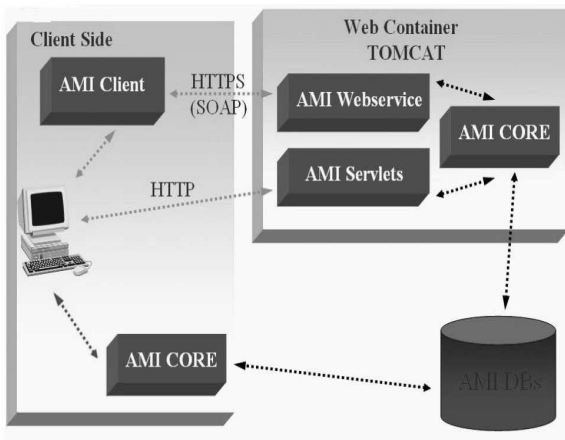 Client Side
AMI Client
HTTPS
(SOAP)
HTTP
AMI CORE
Web Container
TOMCAT
AMI Webservice
AMI CORE
AMI Servlets
AMI DBs